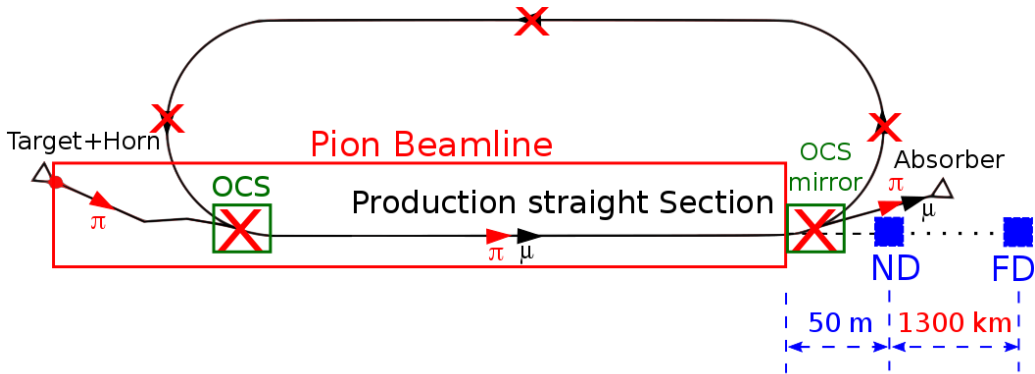 Target+Horn
Pion Beamline
OCS
mirror
Absorber
OCS
Production straight Section
π
μ
π
π
μ
ND
FD
50 m
1300 km